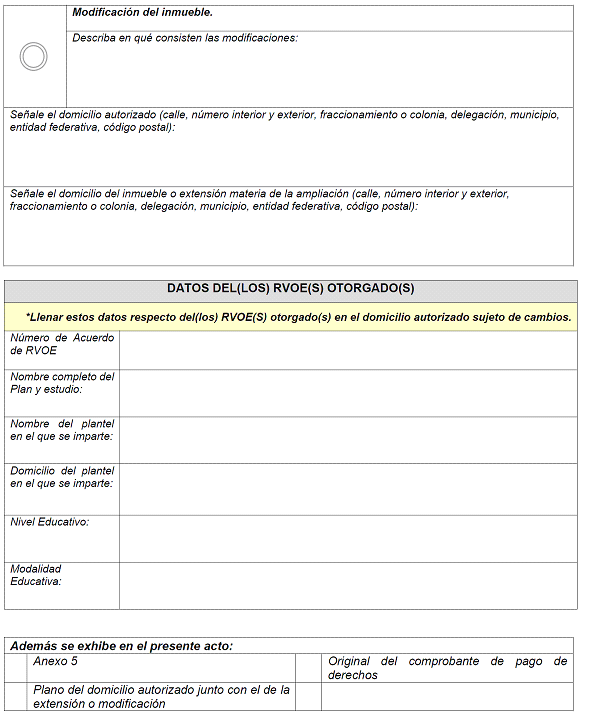 Modificación del inmueble.
Describa en qué consisten las modificaciones:
Señale el domicilio autorizado (calle, número interior y exterior, fraccionamiento o colonia, delegación, municipio,
entidad federativa, código postal):
Señale el domicilio del inmueble o extensión materia de la ampliación (calle, número interior y exterior,
fraccionamiento o colonia, delegación, municipio, entidad federativa, código postal):
DATOS DEL(LOS) RVOE(S) OTORGADO(S)
*Llenar estos datos respecto del(los) RVOE(S) otorgado(s) en el domicilio autorizado sujeto de cambios.
Número de Acuerdo
de RVOE
Nombre completo del
Plan y estudio:
Nombre del plantel
en el que se imparte:
Domicilio del plantel
en el que se imparte:
Nivel Educativo:
Modalidad
Educativa:
Además se exhibe en el presente acto:
Anexo 5
Original del comprobante de pago de
derechos
Plano del domicilio autorizado junto con el de la
extensión o modificación